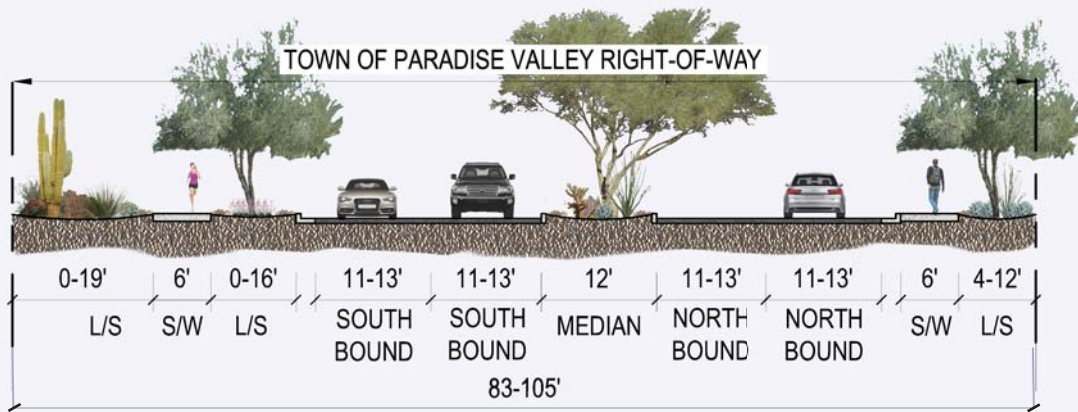 TOWN OF PARADISE VALLEY RIGHT-OF-WAY
0-19' 6' 0-16' 11-13' 11-13' 12' 11-13' 11-13' 6' 4-12'
L/S S/W L/S SOUTH BOUND SOUTH BOUND MEDIAN NORTH BOUND NORTH BOUND S/W L/S
83-105'